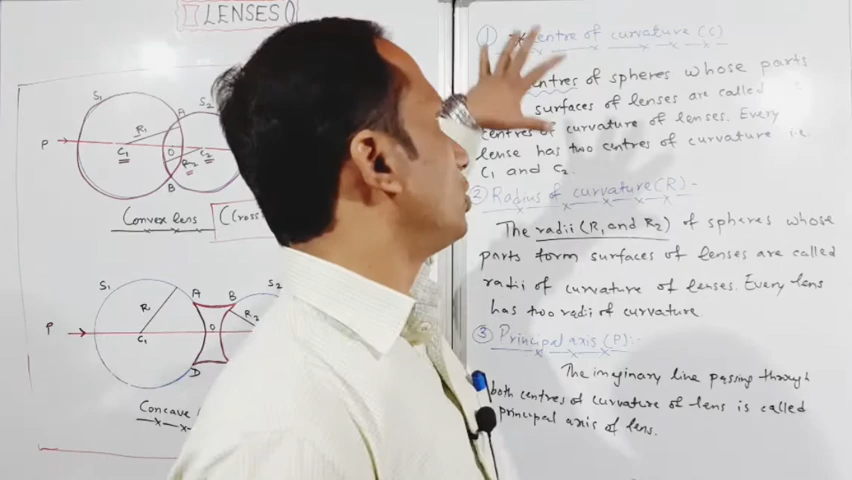 LENSES()
S1
A
S2
R1
P
O
C1
R2
C2
B
Convex lens
(Cross
S1
A
B
S2
R
R2
P
O
C1
D
Concave
① centre of curvature (C)
entres of spheres whose parts
surfaces of lenses are called
centres of curvature of lenses. Every
lense has two centres of curvature i.e.
C1 and C2.
② Radius of curvature (R) -
The radii (R1 and R2) of spheres whose
parts form surfaces of lenses are called
radii of curvature of lenses. Every lens
has two radii of curvature
③ Principal axis (P):-
The imginary line passing through
both centres of curvature of lens is called
principal axis of lens.